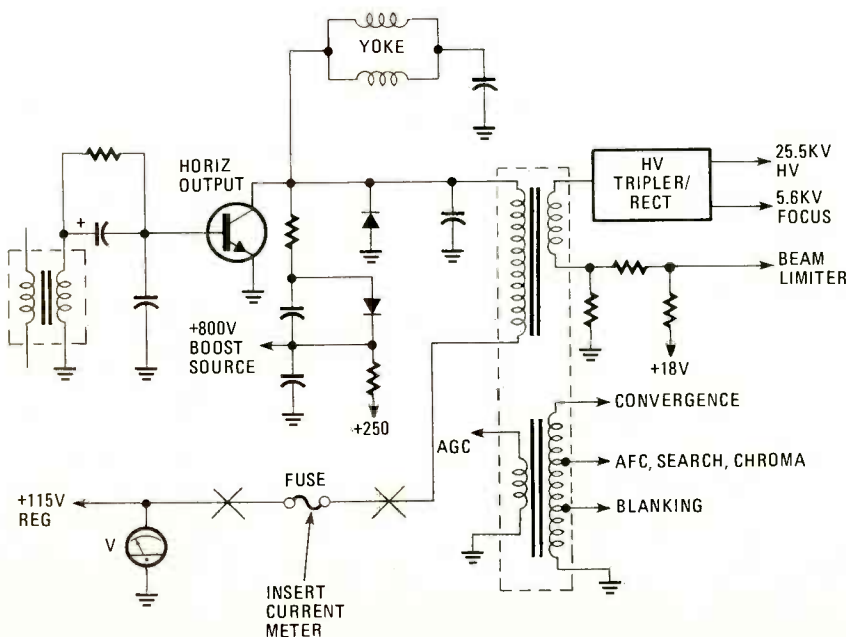 YOKE
HORIZ
OUTPUT
HV
TRIPLER/
RECT
25.5KV
HV
5.6KV
FOCUS
BEAM
LIMITER
+
+800V
BOOST
SOURCE
+18V
+250
CONVERGENCE
AGC
AFC, SEARCH, CHROMA
FUSE
+115V
REG
BLANKING
V
INSERT
CURRENT
METER